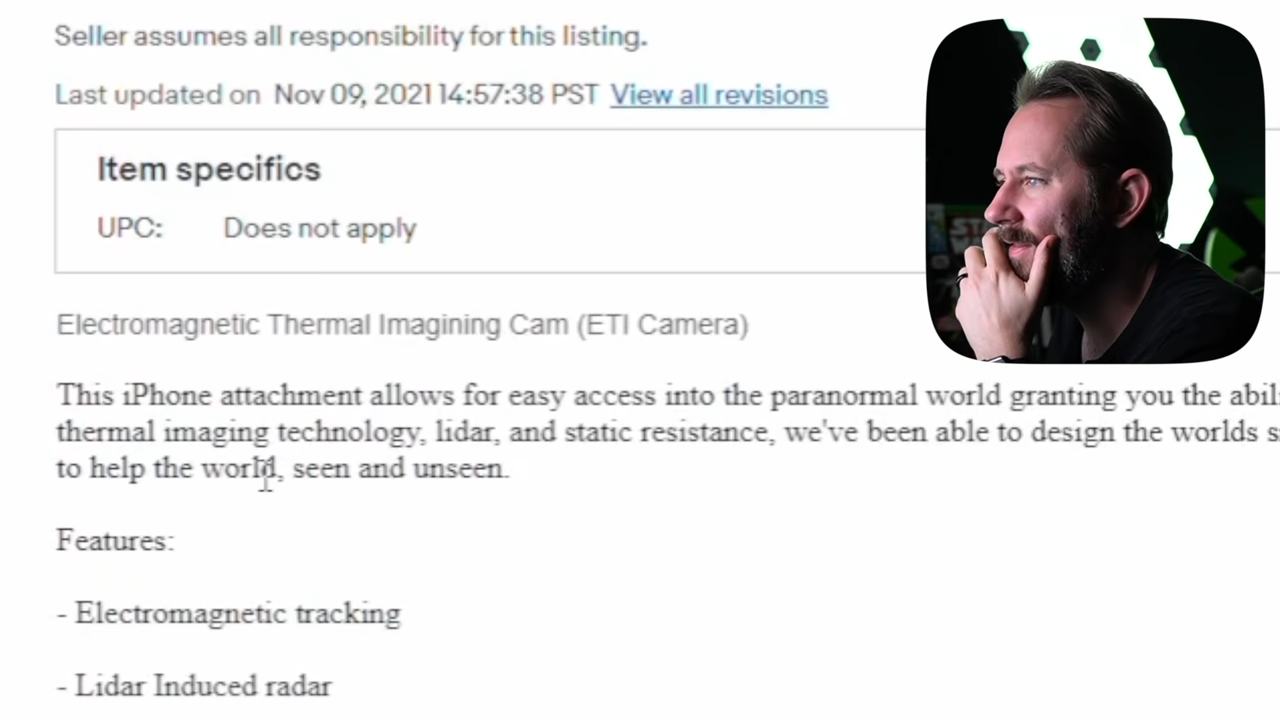 Seller assumes all responsibility for this listing.
Last updated on Nov 09, 2021 14:57:38 PST View all revisions
Item specifics
UPC: Does not apply
Electromagnetic Thermal Imagining Cam (ETI Camera)
This iPhone attachment allows for easy access into the paranormal world granting you the
thermal imaging technology, lidar, and static resistance, we've been able to design the worlds
to help the world, seen and unseen.
Features:
- Electromagnetic tracking
- Lidar Induced radar